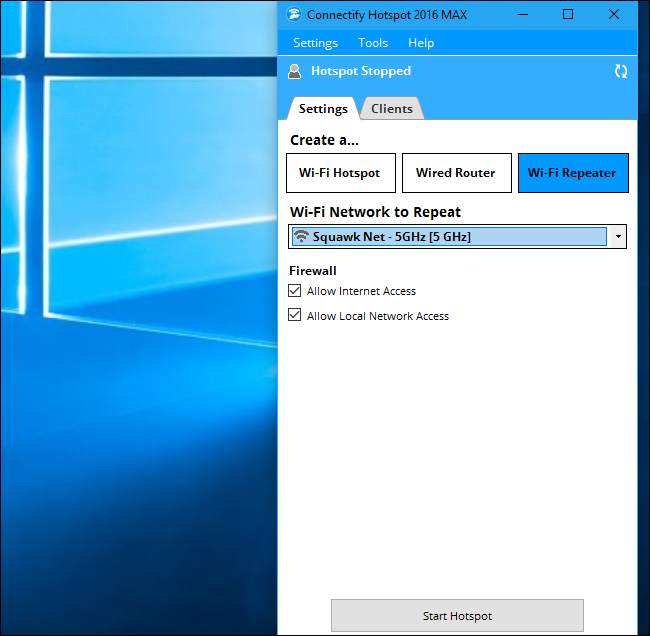 Connectify Hotspot 2016 MAX
Settings Tools Help
Hotspot Stopped
Settings Clients
Create a...
Wi-Fi Hotspot Wired Router Wi-Fi Repeater
Wi-Fi Network to Repeat
Squawk Net - 5GHz [5 GHz]
Firewall
Allow Internet Access
Allow Local Network Access
Start Hotspot